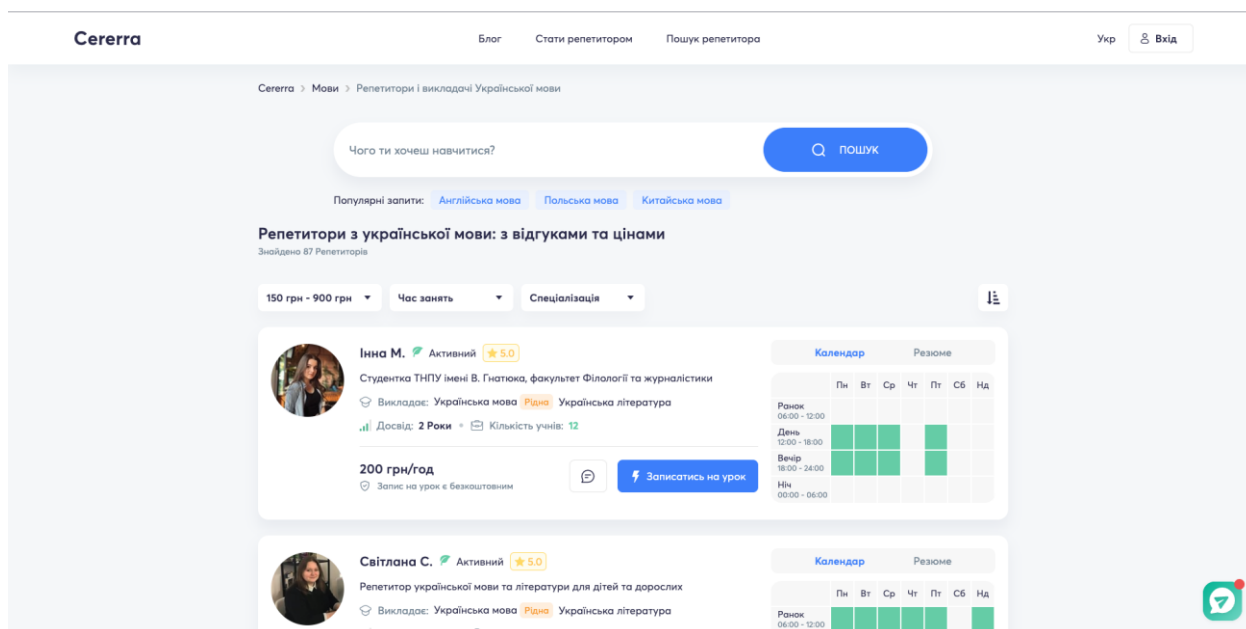 Cererra
Блог Стати репетитором Пошук репетитора
Укр Вхід
Cererra > Мови > Репетитори і викладачі Української мови
Чого ти хочеш навчитися?
ПОШУК
Популярні запити: Англійська мова Польська мова Китайська мова
Репетитори з української мови: з відгуками та цінами
Знайдено 87 Репетиторів
150 грн - 900 грн Час занять Спеціалізація
Інна М. Активний 5.0
Студентка ТНПУ імені В. Гнатюка, факультет Філології та журналістики
Викладає: Українська мова Рідна Українська література
Досвід: 2 Роки Кількість учнів: 12
200 грн/год
Запис на урок є безкоштовним
Записатись на урок
Календар Резюме
Пн Вт Ср Чт Пт Сб Нд
Ранок
06:00 - 12:00
День
12:00 - 18:00
Вечір
18:00 - 24:00
Ніч
00:00 - 06:00
Світлана С. Активний 5.0
Репетитор української мови та літератури для дітей та дорослих
Викладає: Українська мова Рідна Українська література
Календар Резюме
Пн Вт Ср Чт Пт Сб Нд
Ранок
06:00 - 12:00